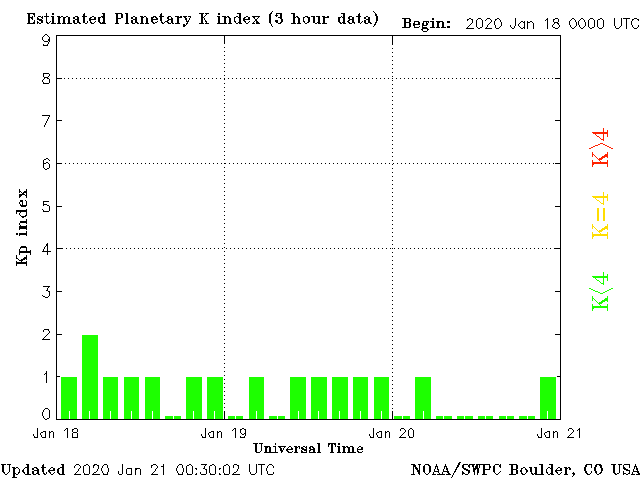 Estimated Planetary K index (3 hour data) Begin: 2020 Jan 18 0000 UTC
9
8
7
6
5
4
3
2
1
0
Kp index
Jan 18 Jan 19 Jan 20 Jan 21
Universal Time
K<4 K=4 K>4
Updated 2020 Jan 21 00:30:02 UTC NOAA/SWPC Boulder, CO USA